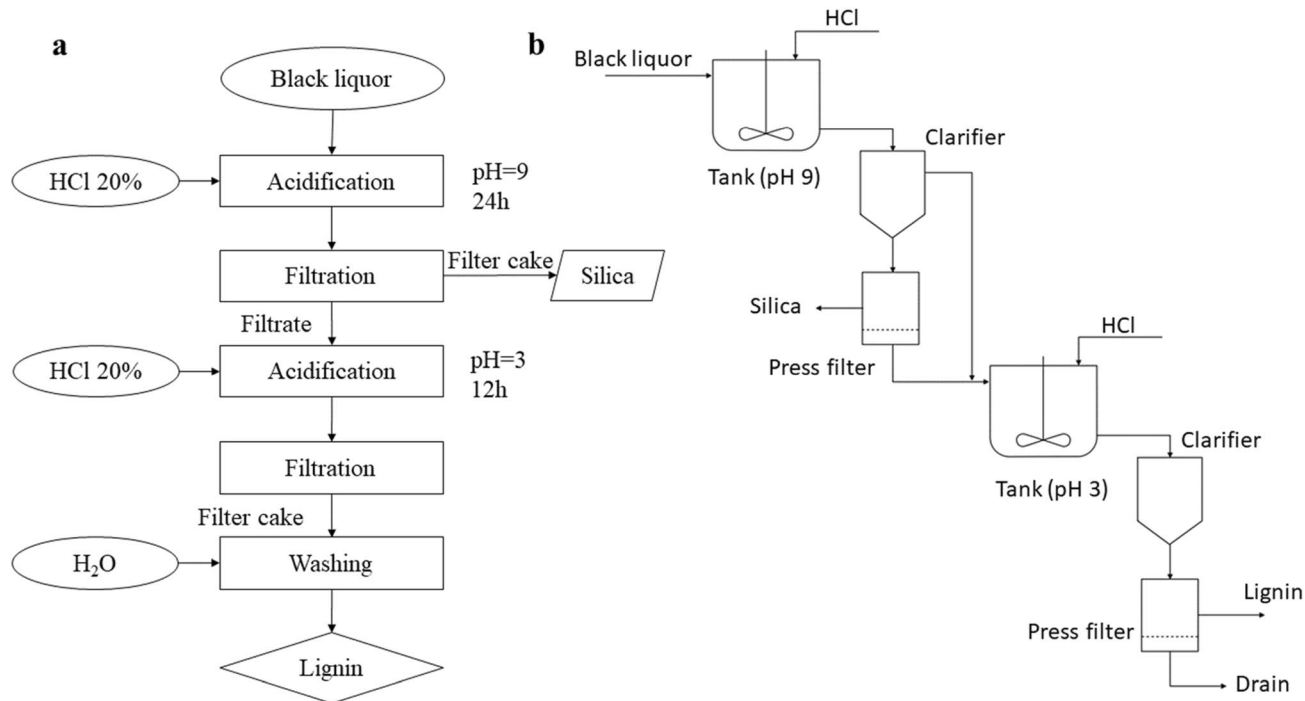 a
Black liquor
HCl 20%
Acidification
pH=9
24h
Filtration
Filter cake
Silica
Filtrate
HCl 20%
Acidification
pH=3
12h
Filtration
Filter cake
H₂O
Washing
Lignin
b
HCl
Black liquor
Clarifier
Tank (pH 9)
Silica
Press filter
HCl
Clarifier
Tank (pH 3)
Lignin
Press filter
Drain